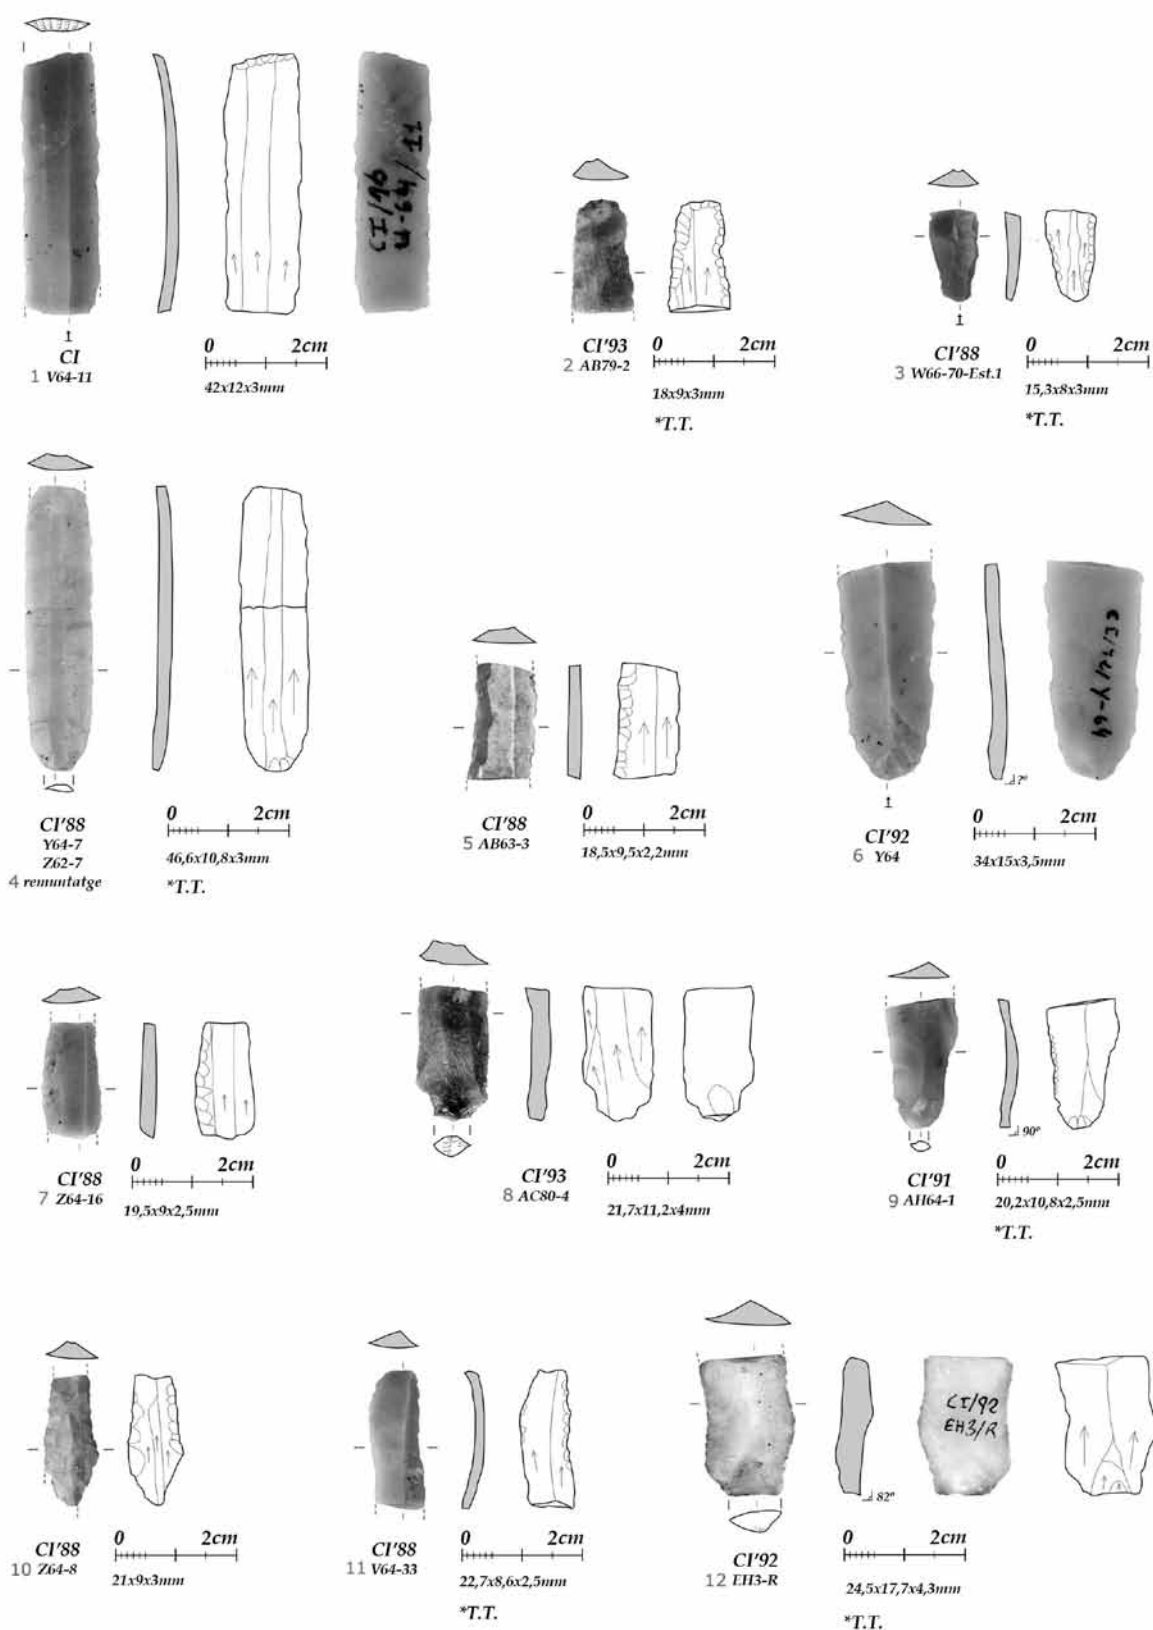 CI/90
V-64/11
CI
1 V64-11
0 2cm
42x12x3mm
CI'93
2 AB79-2
0 2cm
18x9x3mm
*T.T.
CI'88
3 W66-70-Est.1
0 2cm
15,3x8x3mm
*T.T.
CI'88
Y64-7
Z62-7
4 remuntatge
0 2cm
46,6x10,8x3mm
*T.T.
CI'88
5 AB63-3
0 2cm
18,5x9,5x2,2mm
?º
CI'92
6 Y64
0 2cm
34x15x3,5mm
CI'88
7 Z64-16
0 2cm
19,5x9x2,5mm
CI'93
8 AC80-4
0 2cm
21,7x11,2x4mm
90º
CI'91
9 AH64-1
0 2cm
20,2x10,8x2,5mm
*T.T.
CI'88
10 Z64-8
0 2cm
21x9x3mm
CI'88
11 V64-33
0 2cm
22,7x8,6x2,5mm
*T.T.
CI/92
EH3/R
82º
CI'92
12 EH3-R
0 2cm
24,5x17,7x4,3mm
*T.T.